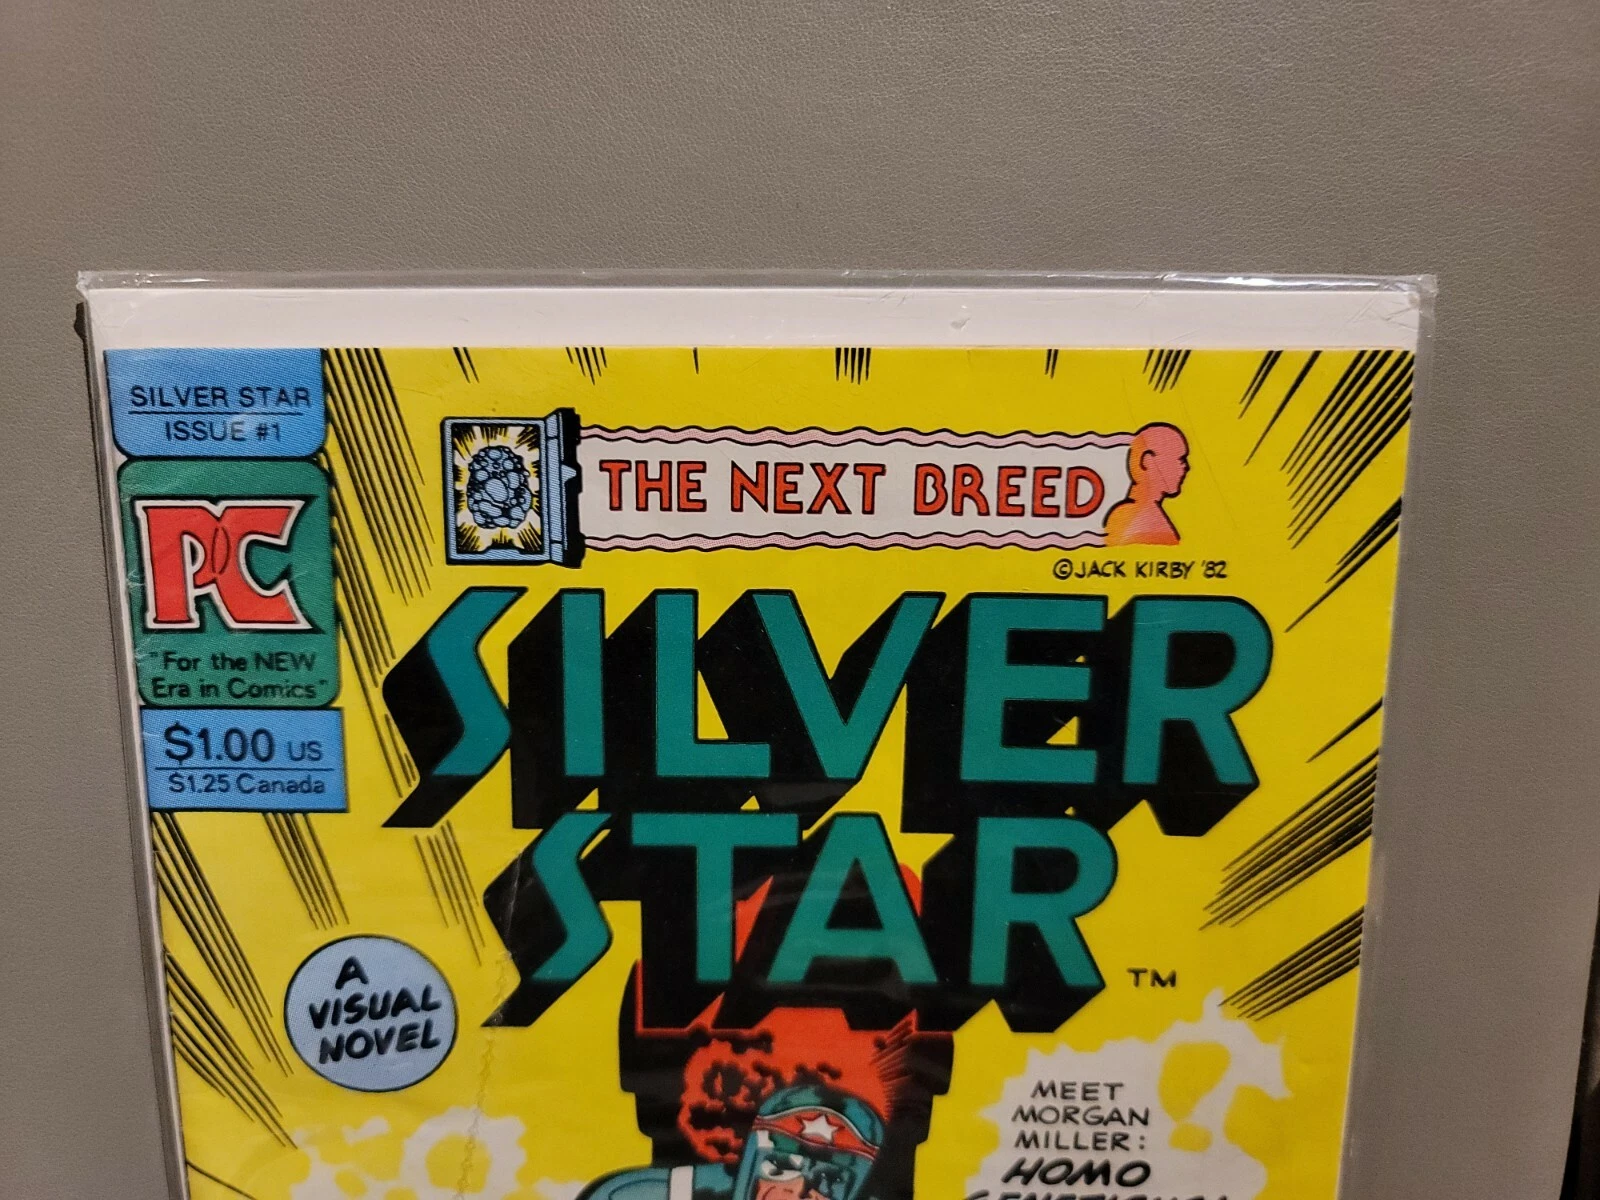 SILVER STAR
ISSUE #1
PC
"For the NEW
Era in Comics"
$1.00 US
$1.25 Canada
THE NEXT BREED
©JACK KIRBY '82
SILVER
STAR
TM
A
VISUAL
NOVEL
MEET
MORGAN
MILLER:
HOMO